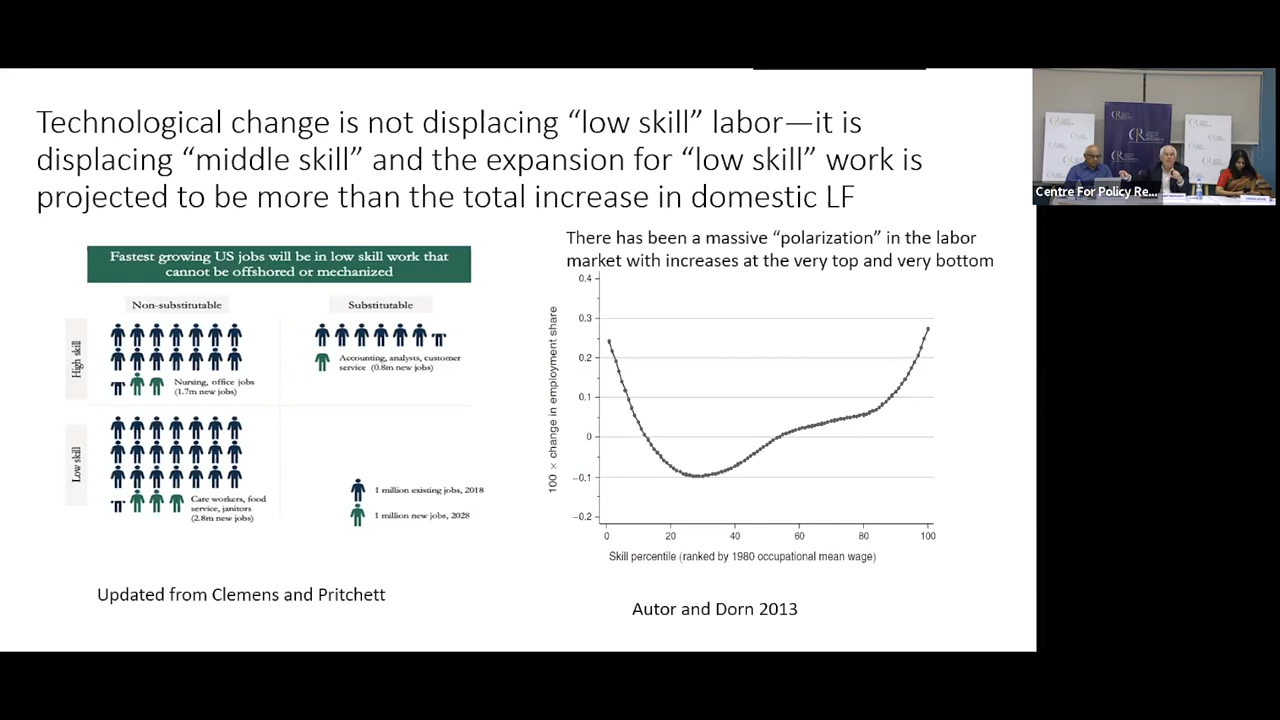 Technological change is not displacing “low skill” labor—it is
displacing “middle skill” and the expansion for “low skill” work is
projected to be more than the total increase in domestic LF
Fastest growing US jobs will be in low skill work that
cannot be offshored or mechanized
Non-substitutable
Substitutable
High skill
Nursing, office jobs
(1.7m new jobs)
Accounting, analysts, customer
service (0.8m new jobs)
Low skill
Care workers, food
service, janitors
(2.8m new jobs)
1 million existing jobs, 2018
1 million new jobs, 2028
Updated from Clemens and Pritchett
There has been a massive “polarization” in the labor
market with increases at the very top and very bottom
100 × change in employment share
0.4
0.3
0.2
0.1
0
−0.1
−0.2
0 20 40 60 80 100
Skill percentile (ranked by 1980 occupational mean wage)
Autor and Dorn 2013
Centre For Policy Re...